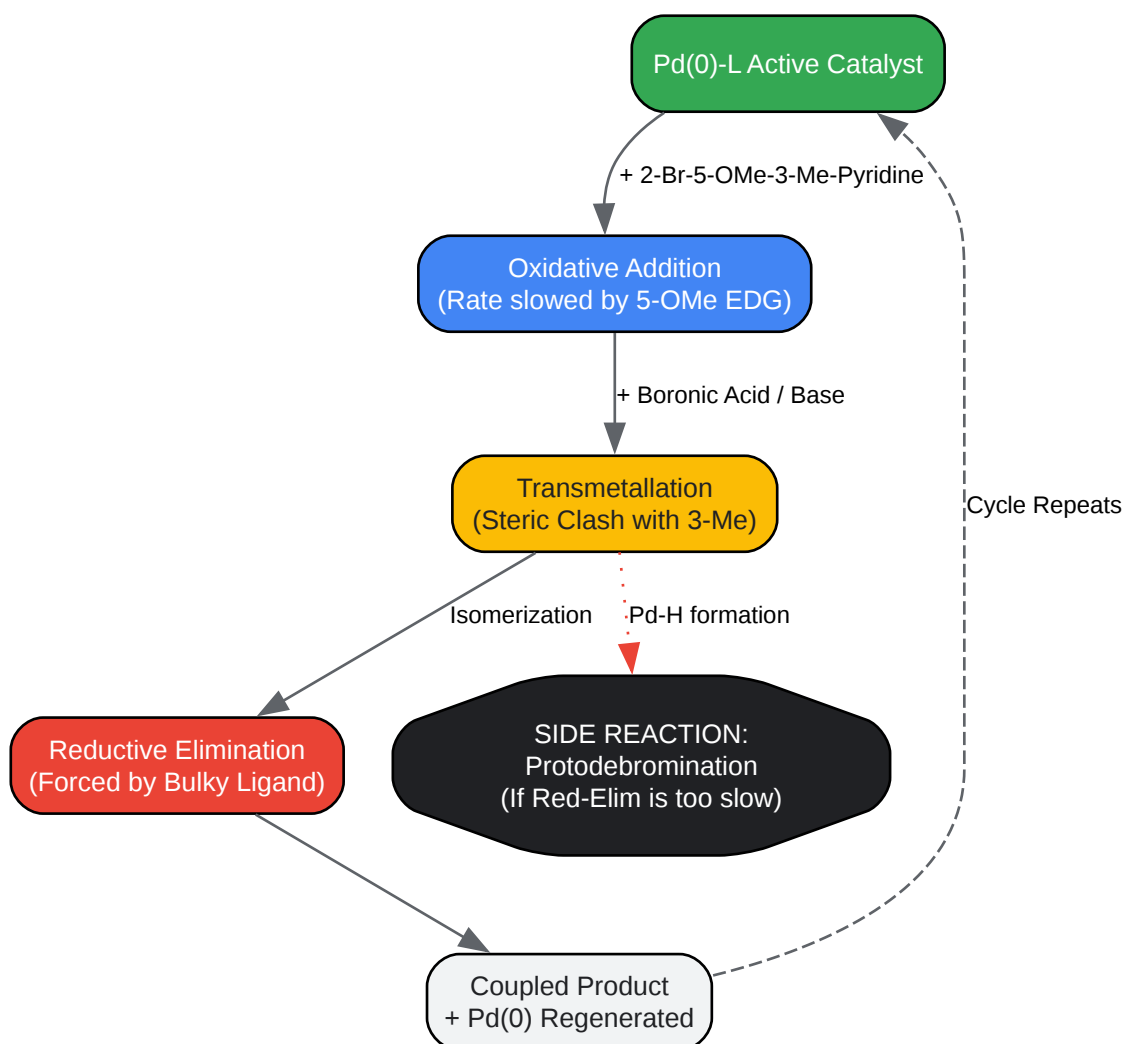 Pd(0)-L Active Catalyst
+ 2-Br-5-OMe-3-Me-Pyridine
Oxidative Addition
(Rate slowed by 5-OMe EDG)
+ Boronic Acid / Base
Transmetallation
(Steric Clash with 3-Me)
Cycle Repeats
Isomerization
Pd-H formation
Reductive Elimination
(Forced by Bulky Ligand)
SIDE REACTION:
Protodebromination
(If Red-Elim is too slow)
Coupled Product
+ Pd(0) Regenerated